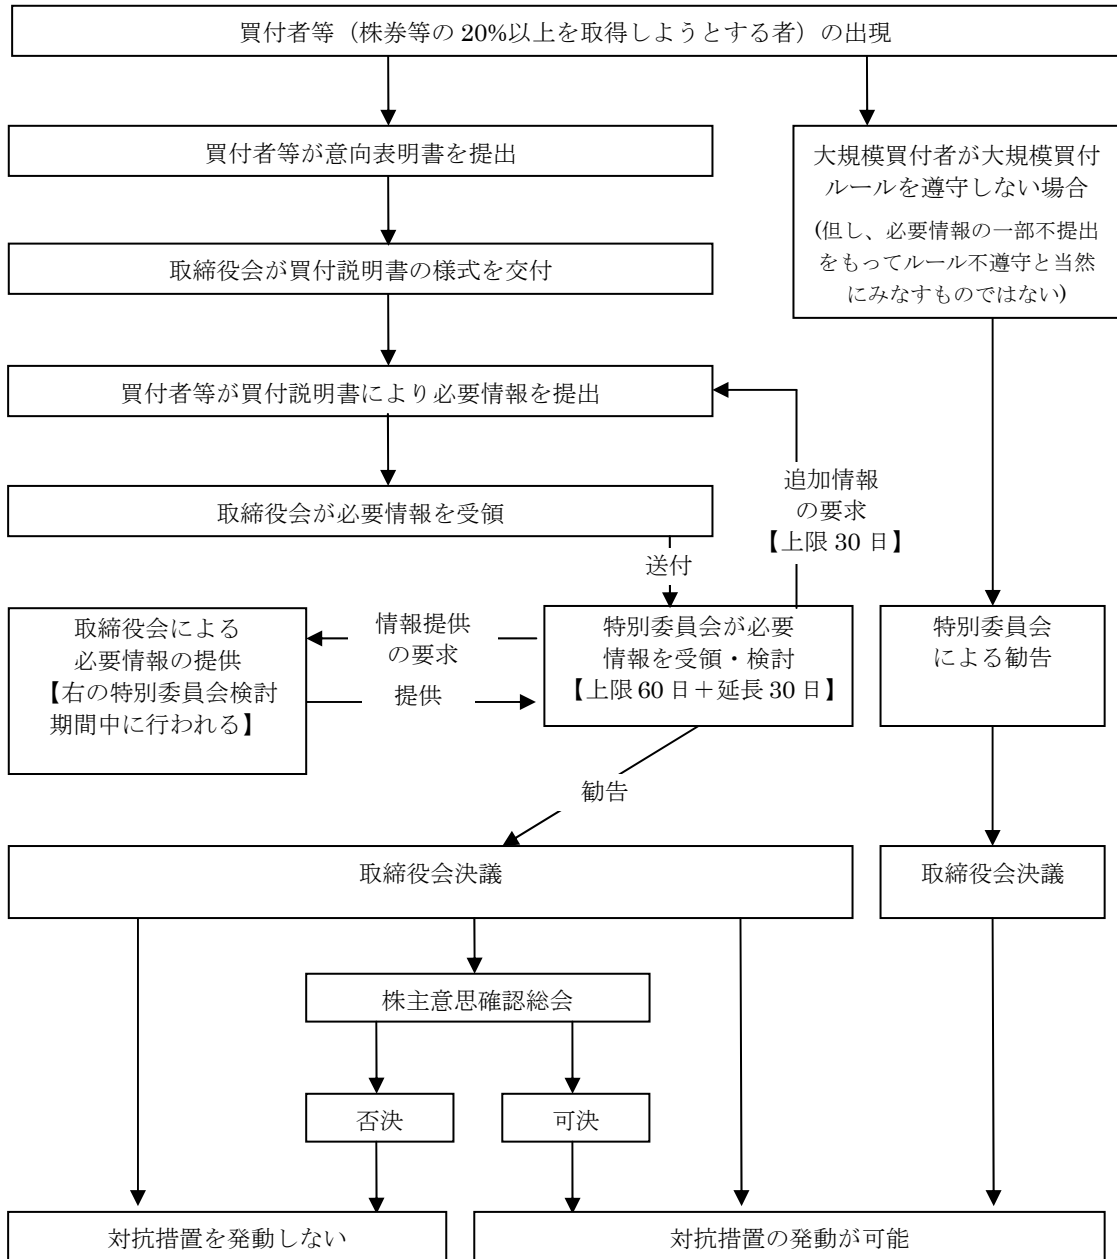 買付者等（株券等の 20%以上を取得しようとする者）の出現
買付者等が意向表明書を提出
大規模買付者が大規模買付
ルールを遵守しない場合
(但し、必要情報の一部不提出
をもってルール不遵守と当然
にみなすものではない)
取締役会が買付説明書の様式を交付
買付者等が買付説明書により必要情報を提出
追加情報
の要求
【上限 30 日】
取締役会が必要情報を受領
送付
取締役会による
必要情報の提供
【右の特別委員会検討
期間中に行われる】
情報提供
の要求
提供
特別委員会が必要
情報を受領・検討
【上限 60 日＋延長 30 日】
特別委員会
による勧告
勧告
取締役会決議
取締役会決議
株主意思確認総会
否決
可決
対抗措置を発動しない
対抗措置の発動が可能